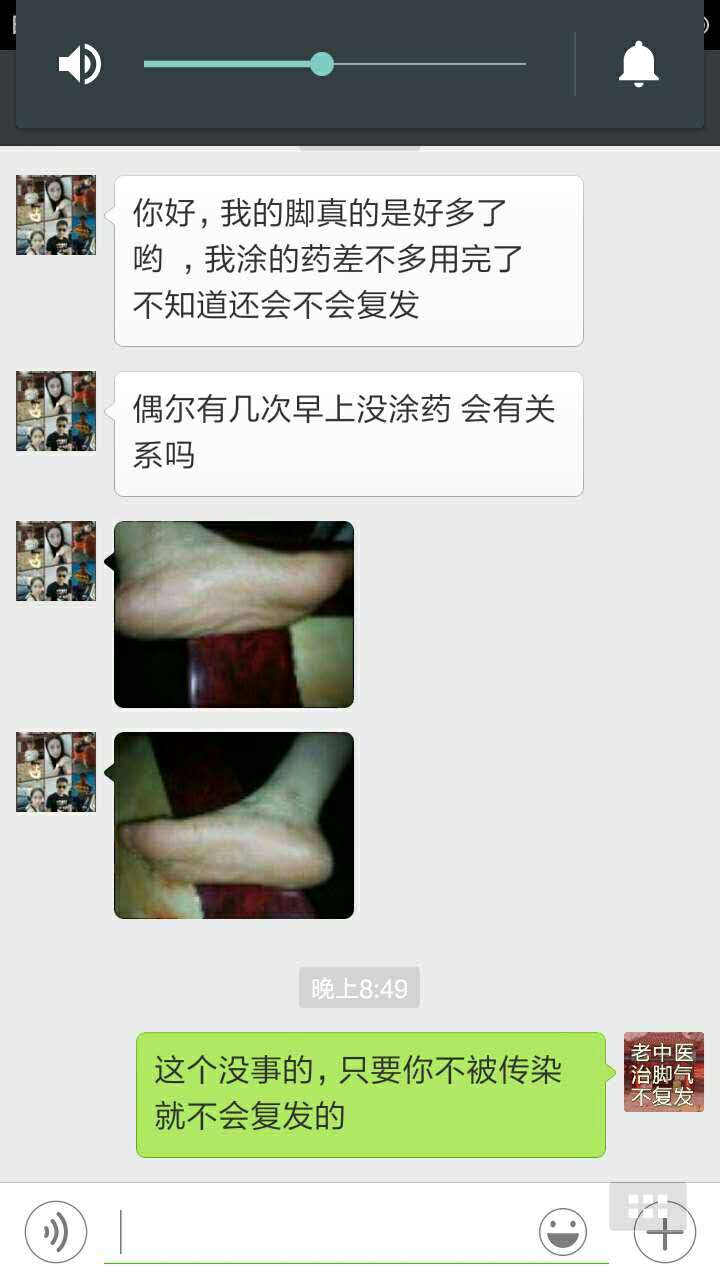 你好，我的脚真的是好多了
哟 ，我涂的药差不多用完了
不知道还会不会复发
偶尔有几次早上没涂药 会有关
系吗
晚上8:49
这个没事的，只要你不被传染
就不会复发的
老中医
治脚气
不复发